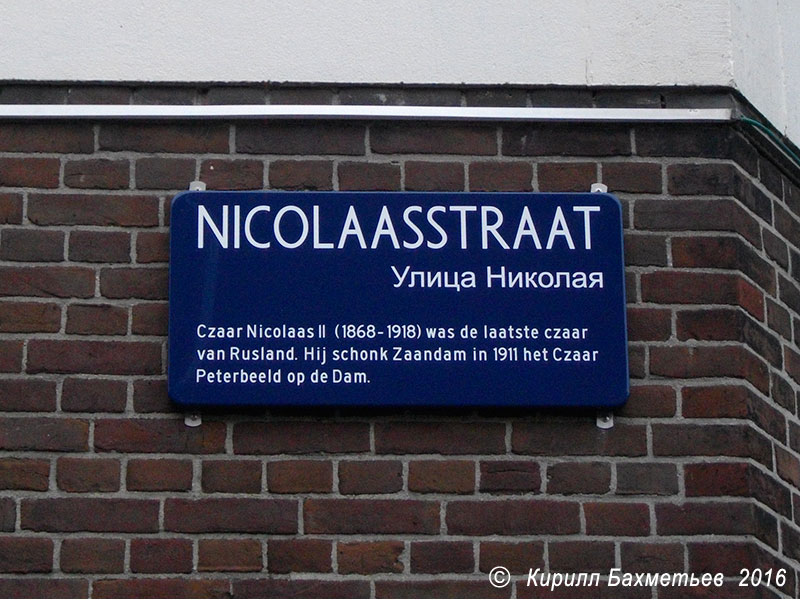 NICOLAASSTRAAT
Улица Николая
Czaar Nicolaas II (1868-1918) was de laatste czaar
van Rusland. Hij schonk Zaandam in 1911 het Czaar
Peterbeeld op de Dam.
© Кирилл Бахметьев 2016